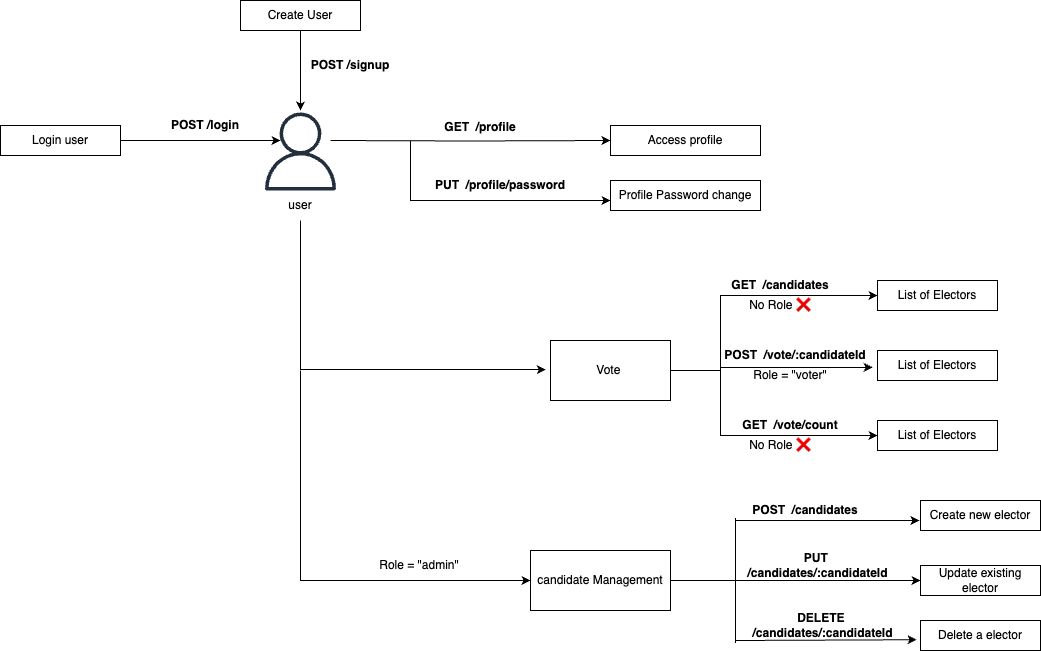 Create User
POST /signup
POST /login
Login user
GET /profile
Access profile
PUT /profile/password
Profile Password change
user
GET /candidates
No Role ❌
List of Electors
Vote
POST /vote/:candidateId
Role = "voter"
List of Electors
GET /vote/count
No Role ❌
List of Electors
POST /candidates
Create new elector
Role = "admin"
candidate Management
PUT
/candidates/:candidateId
Update existing
elector
DELETE
/candidates/:candidateId
Delete a elector